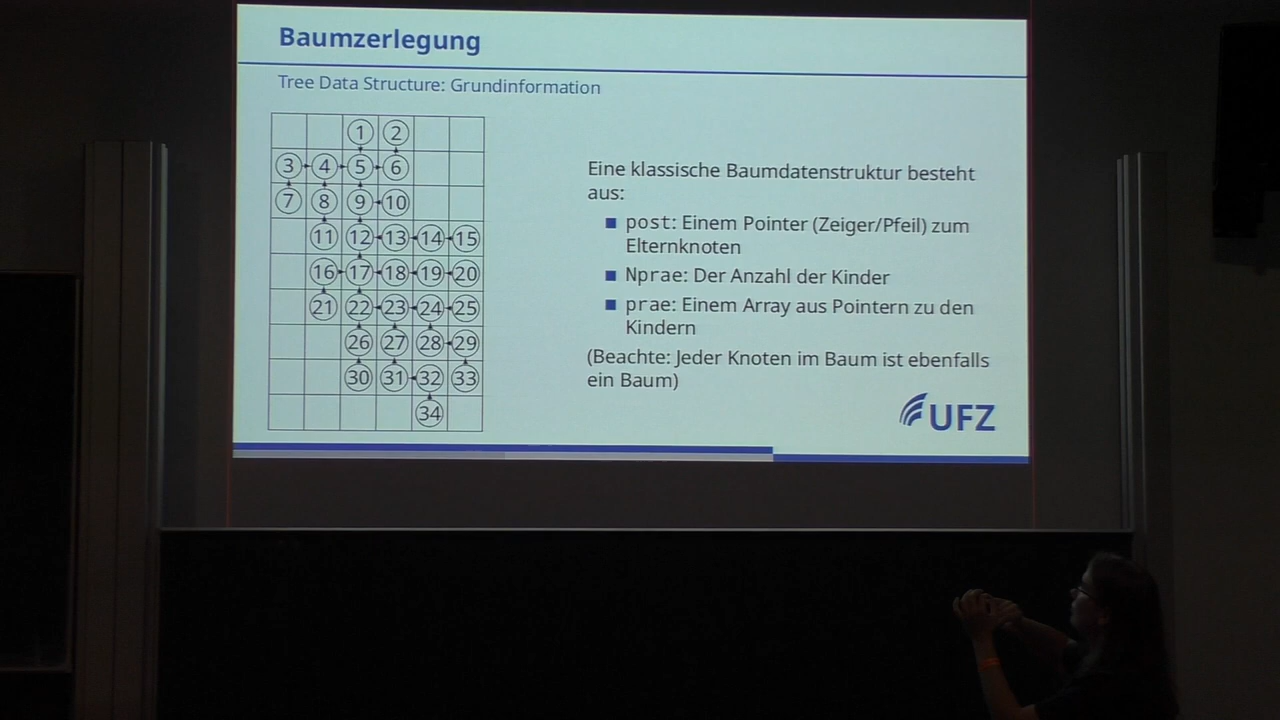 Baumzerlegung
Tree Data Structure: Grundinformation
1 2
3 4 5 6
7 8 9 10
11 12 13 14 15
16 17 18 19 20
21 22 23 24 25
26 27 28 29
30 31 32 33
34
Eine klassische Baumdatenstruktur besteht
aus:
post: Einem Pointer (Zeiger/Pfeil) zum
Elternknoten
Nprae: Der Anzahl der Kinder
prae: Einem Array aus Pointern zu den
Kindern
(Beachte: Jeder Knoten im Baum ist ebenfalls
ein Baum)
UFZ